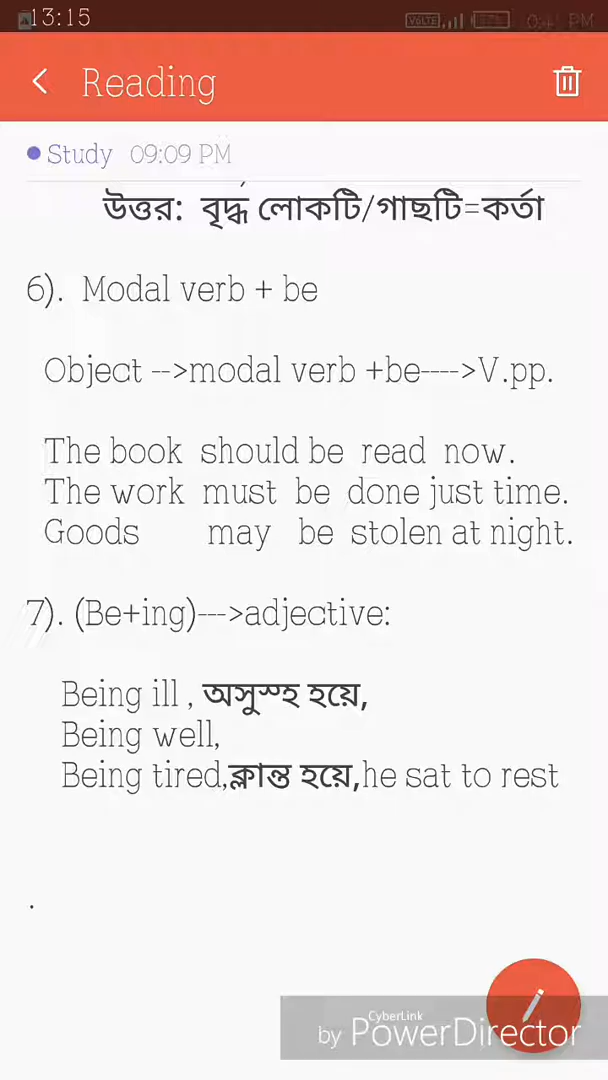 13:15
VoLTE
Reading
Study 09:09 PM
উত্তর: বৃদ্ধ লোকটি/গাছটি=কর্তা
6). Modal verb + be
Object -->modal verb +be---->V.pp.
The book should be read now.
The work must be done just time.
Goods may be stolen at night.
7). (Be+ing)--->adjective:
Being ill , অসুস্হ হয়ে,
Being well,
Being tired,ক্লান্ত হয়ে,he sat to rest
.
CyberLink
by PowerDirector